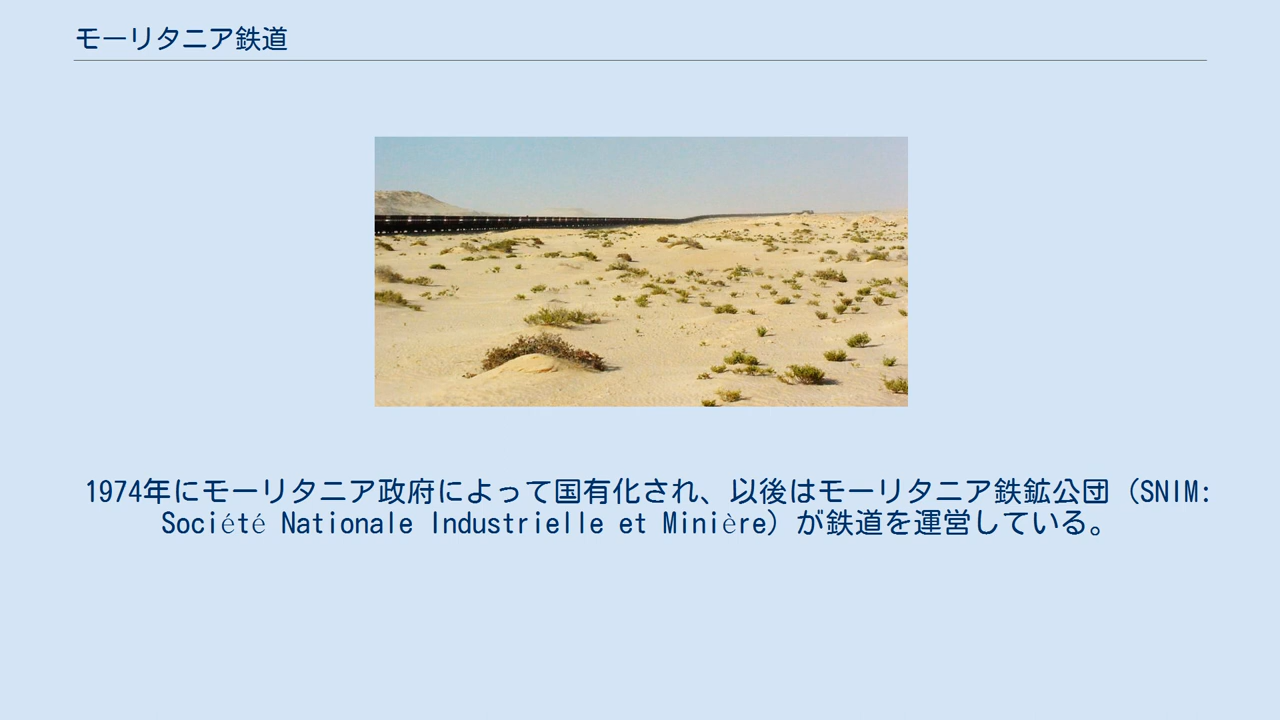 モーリタニア鉄道
1974年にモーリタニア政府によって国有化され、以後はモーリタニア鉄鉱公団（SNIM:
Société Nationale Industrielle et Minière）が鉄道を運営している。